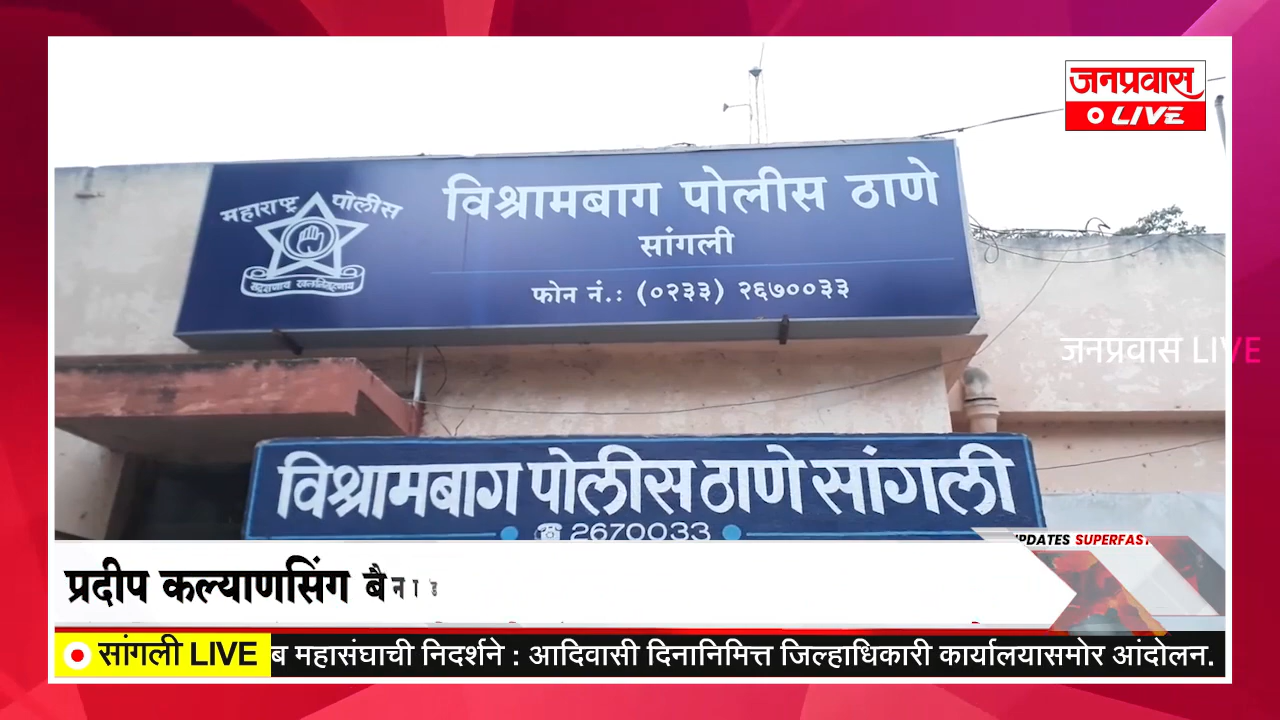 जनप्रवास
LIVE
महाराष्ट्र पोलीस
विश्रामबाग पोलीस ठाणे
सांगली
फोन नं.: (०२३३) २६७००३३
जनप्रवास LIVE
विश्रामबाग पोलीस ठाणे सांगली
2670033
UPDATES SUPERFAST
प्रदीप कल्याणसिंग
सांगली LIVE
ब महासंघाची निदर्शने : आदिवासी दिनानिमित्त जिल्हाधिकारी कार्यालयासमोर आंदोलन.